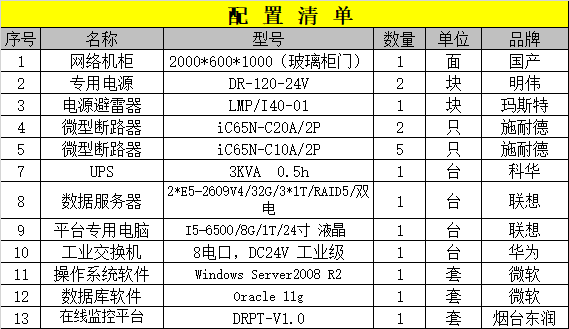 配 置 清 单
序号 名称 型号 数量 单位 品牌
1 网络机柜 2000*600*1000（玻璃柜门） 1 面 国产
2 专用电源 DR-120-24V 2 块 明伟
3 电源避雷器 LMP/I40-01 1 块 玛斯特
4 微型断路器 iC65N-C20A/2P 2 只 施耐德
5 微型断路器 iC65N-C10A/2P 5 只 施耐德
7 UPS 3KVA 0.5h 1 台 科华
8 数据服务器 2*E5-2609V4/32G/3*1T/RAID5/双
电 1 台 联想
9 平台专用电脑 I5-6500/8G/1T/24寸 液晶 1 台 联想
10 工业交换机 8电口，DC24V 工业级 1 台 华为
11 操作系统软件 Windows Server2008 R2 1 套 微软
12 数据库软件 Oracle 11g 1 套 微软
13 在线监控平台 DRPT-V1.0 1 套 烟台东润